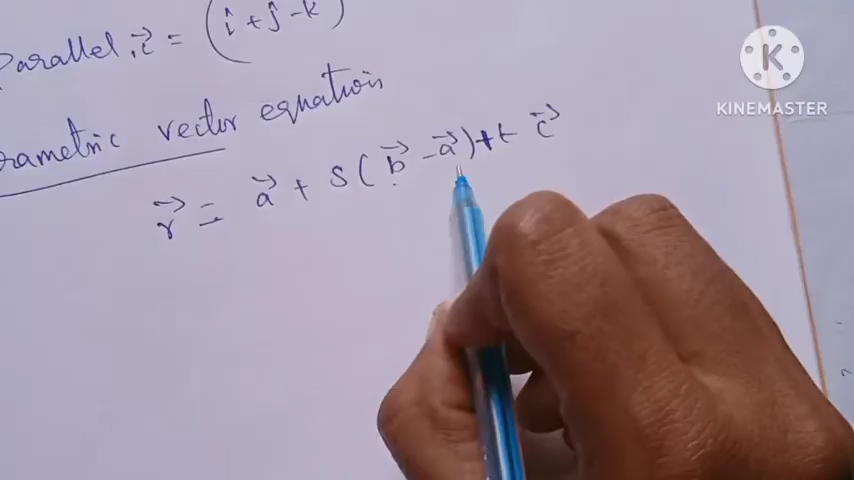 Parallel, c⃗ = (î + ĵ - k̂)
Parametric vector equation
r⃗ = a⃗ + s(b⃗ - a⃗) + t c⃗
KINEMASTER